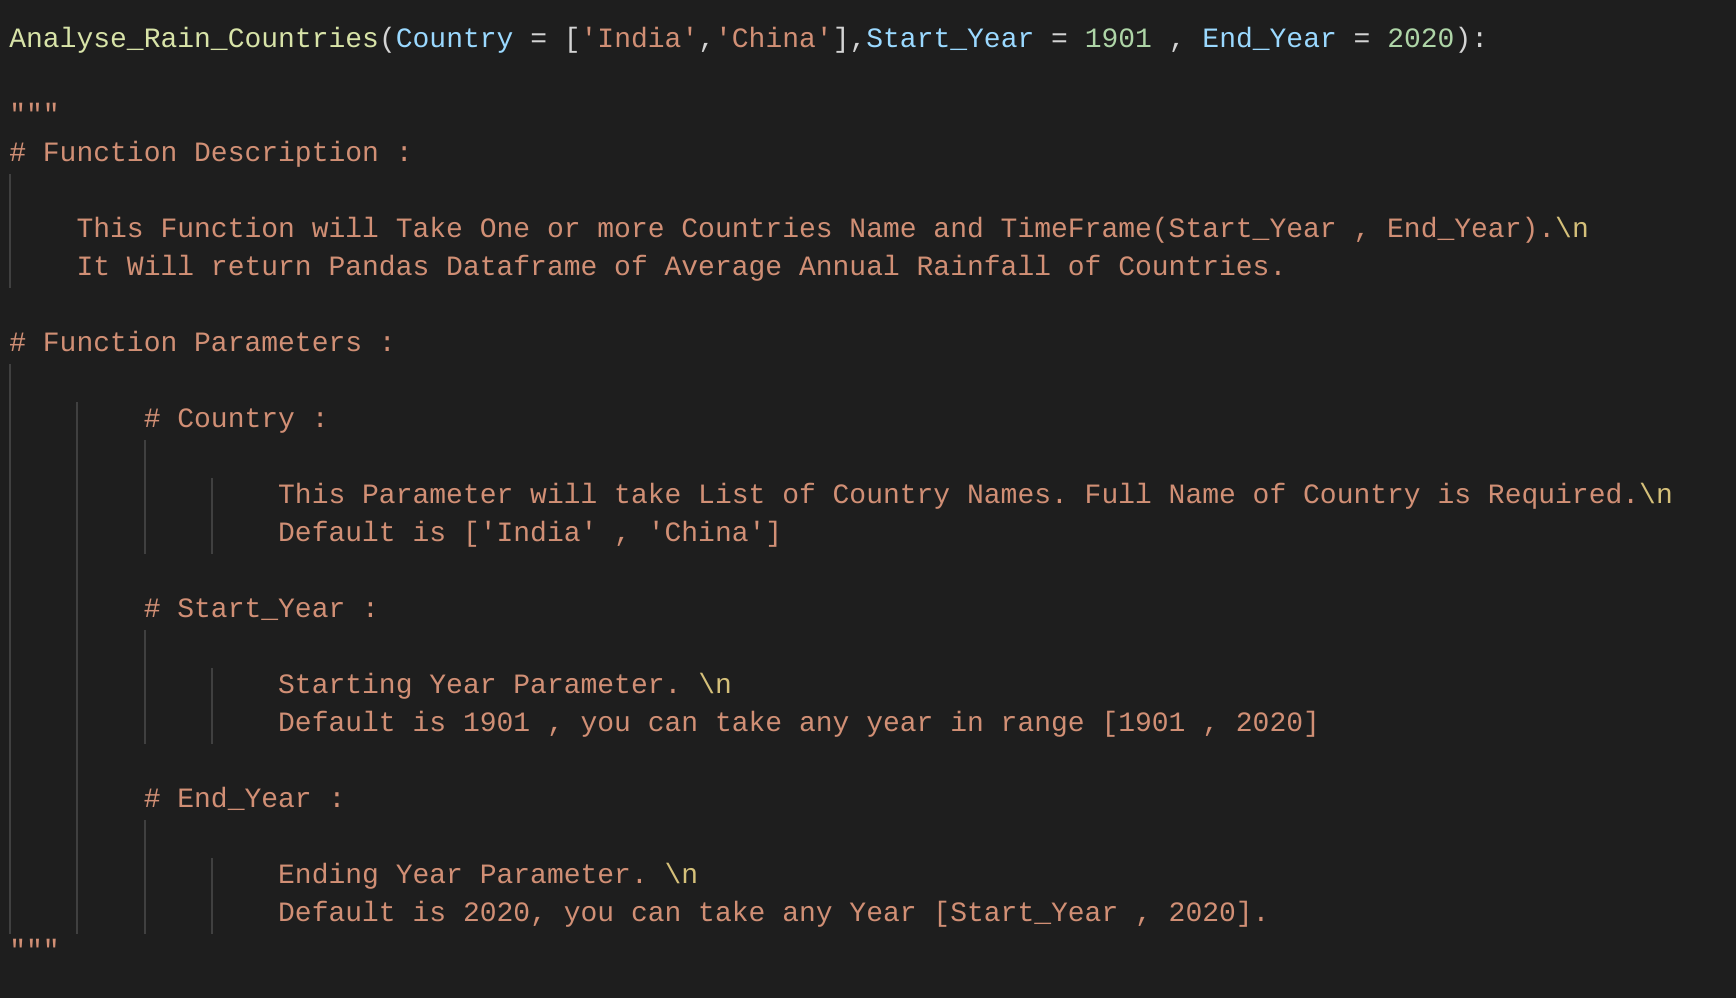 Analyse_Rain_Countries(Country = ['India','China'],Start_Year = 1901 , End_Year = 2020):
"""
# Function Description :
This Function will Take One or more Countries Name and TimeFrame(Start_Year , End_Year).\n
It Will return Pandas Dataframe of Average Annual Rainfall of Countries.
# Function Parameters :
# Country :
This Parameter will take List of Country Names. Full Name of Country is Required.\n
Default is ['India' , 'China']
# Start_Year :
Starting Year Parameter. \n
Default is 1901 , you can take any year in range [1901 , 2020]
# End_Year :
Ending Year Parameter. \n
Default is 2020, you can take any Year [Start_Year , 2020].
"""